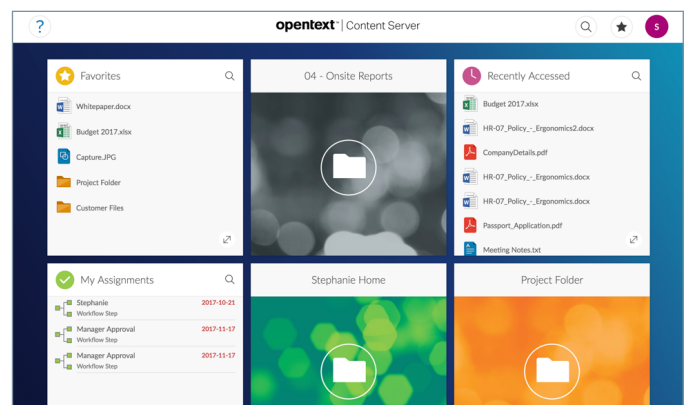 ?
opentext™ | Content Server
S
Favorites
Whitepaper.docx
Budget 2017.xlsx
Capture.JPG
Project Folder
Customer Files
04 - Onsite Reports
Recently Accessed
Budget 2017.xlsx
HR-07_Policy_-_Ergonomics2.docx
CompanyDetails.pdf
HR-07_Policy_-_Ergonomics.docx
HR-07_Policy_-_Ergonomics.docx
Passport_Application.pdf
Meeting Notes.txt
My Assignments
Stephanie 2017-10-21
Workflow Step
Manager Approval 2017-11-17
Workflow Step
Manager Approval 2017-11-17
Workflow Step
Stephanie Home
Project Folder